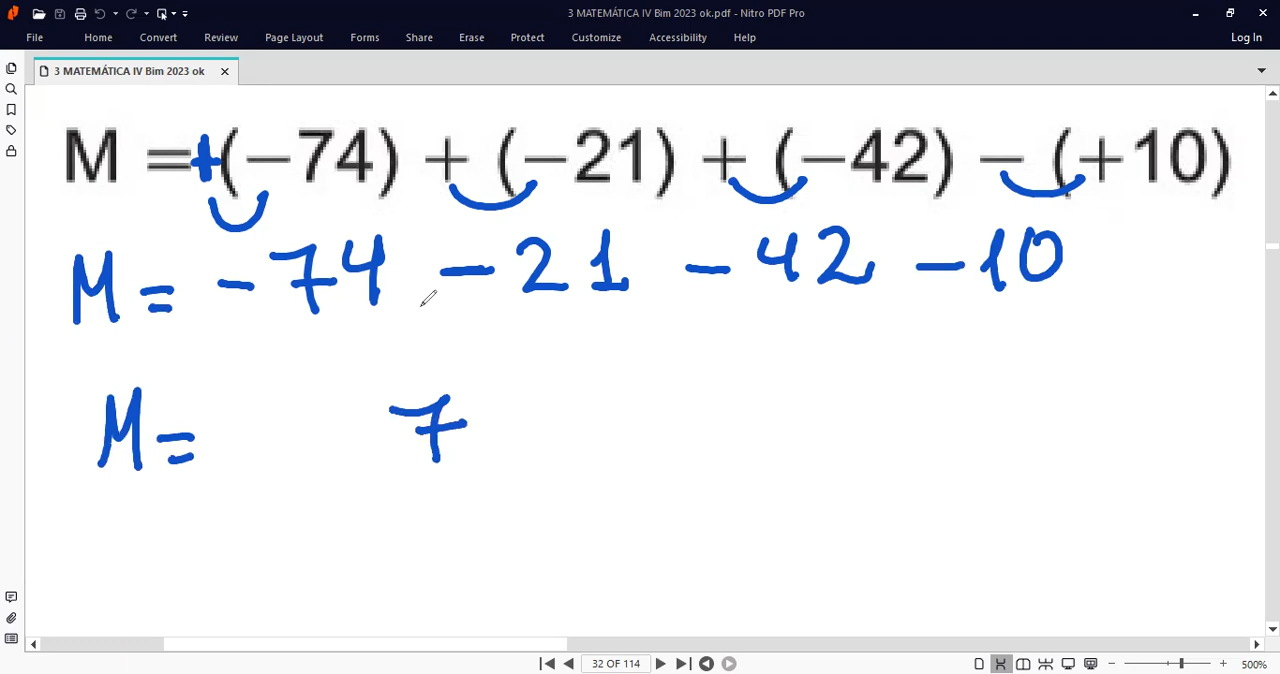 3 MATEMÁTICA IV Bim 2023 ok.pdf - Nitro PDF Pro
File Home Convert Review Page Layout Forms Share Erase Protect Customize Accessibility Help Log In
3 MATEMÁTICA IV Bim 2023 ok
M = +(−74) + (−21) + (−42) − (+10)
M = − 74 − 21 − 42 − 10
M = 7
32 OF 114
500%